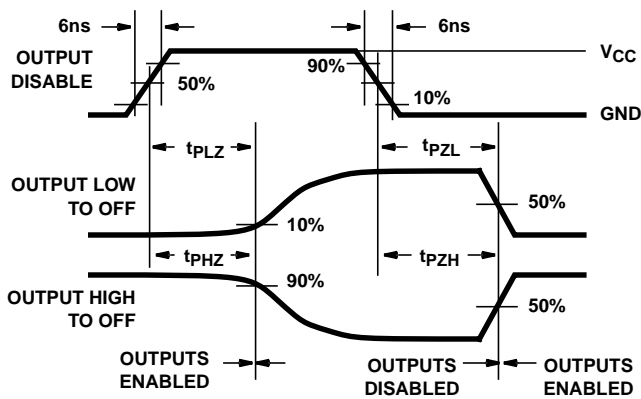 6ns
6ns
OUTPUT
DISABLE
90%
50%
10%
VCC
GND
tPLZ
tPZL
OUTPUT LOW
TO OFF
10%
50%
tPHZ
tPZH
90%
OUTPUT HIGH
TO OFF
50%
OUTPUTS
ENABLED
OUTPUTS
DISABLED
OUTPUTS
ENABLED